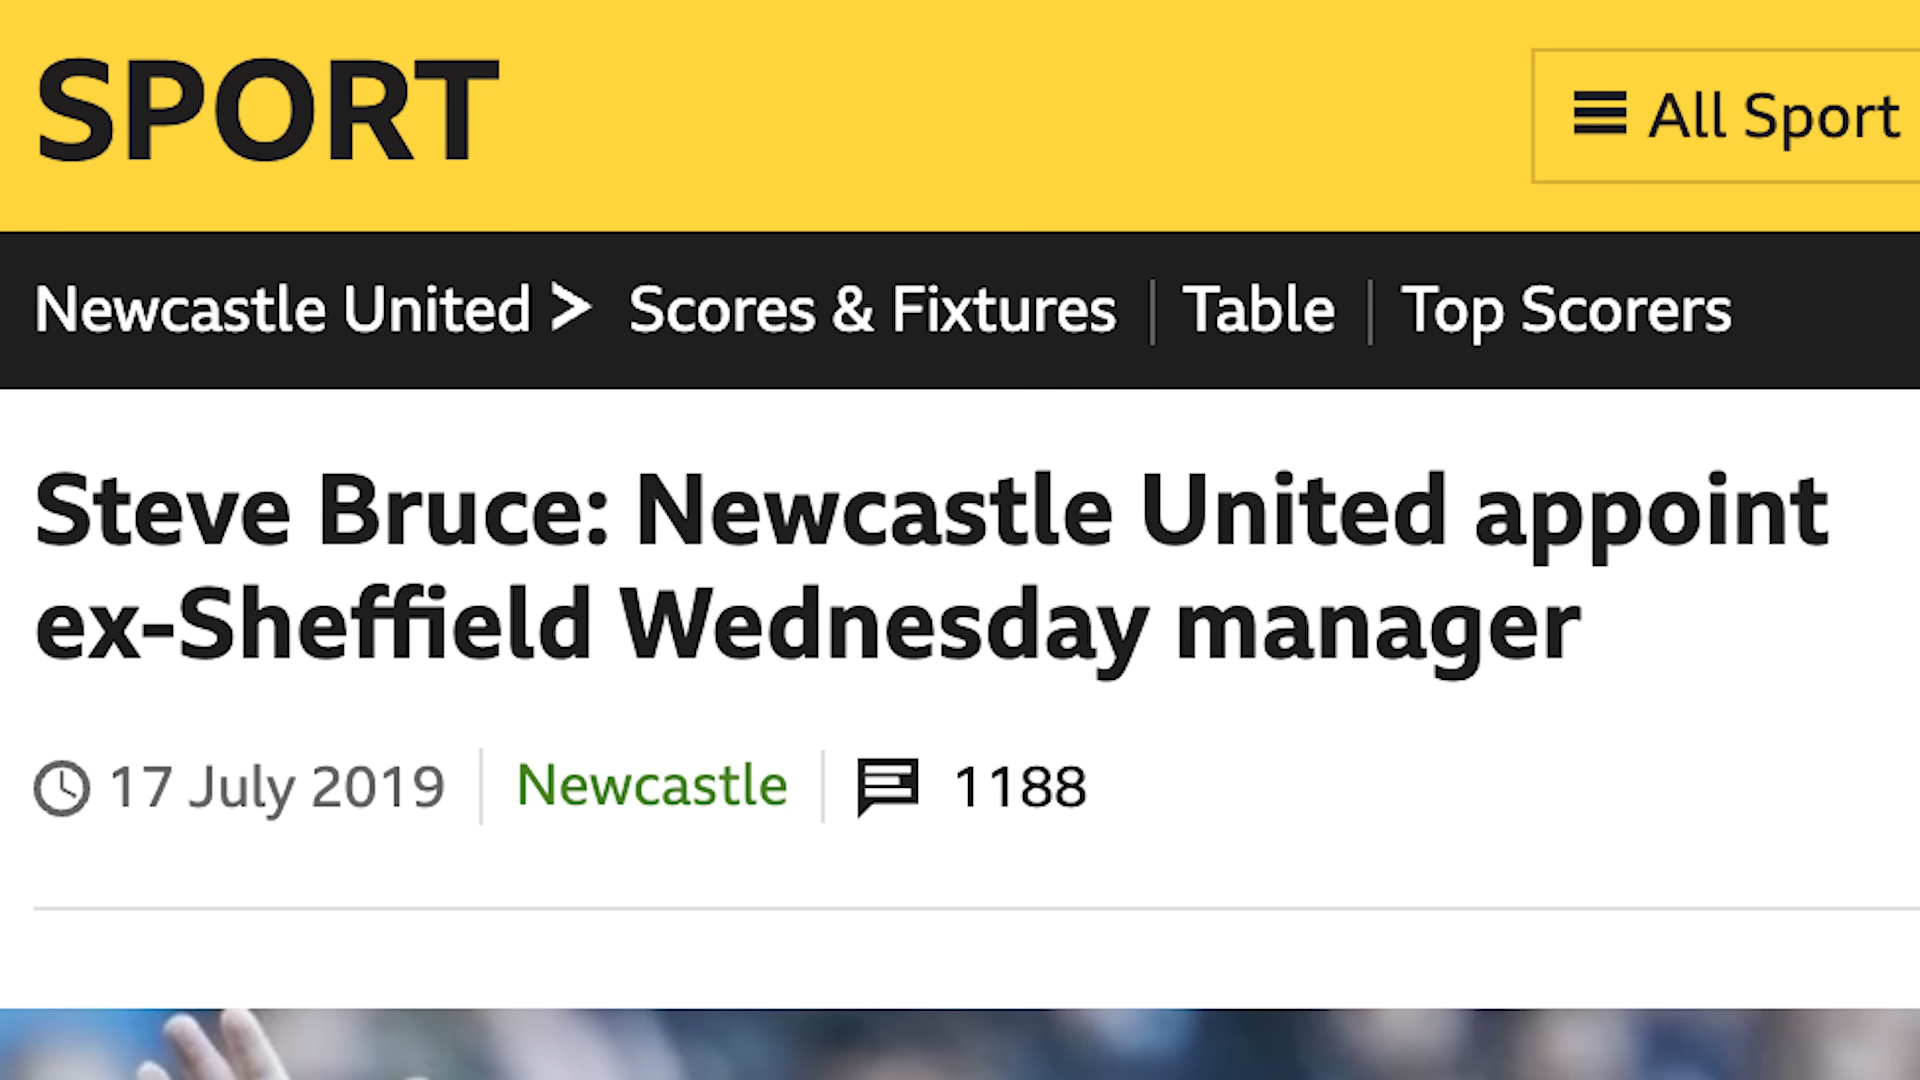 SPORT
All Sport
Newcastle United > Scores & Fixtures | Table | Top Scorers
Steve Bruce: Newcastle United appoint
ex-Sheffield Wednesday manager
17 July 2019 | Newcastle | 1188